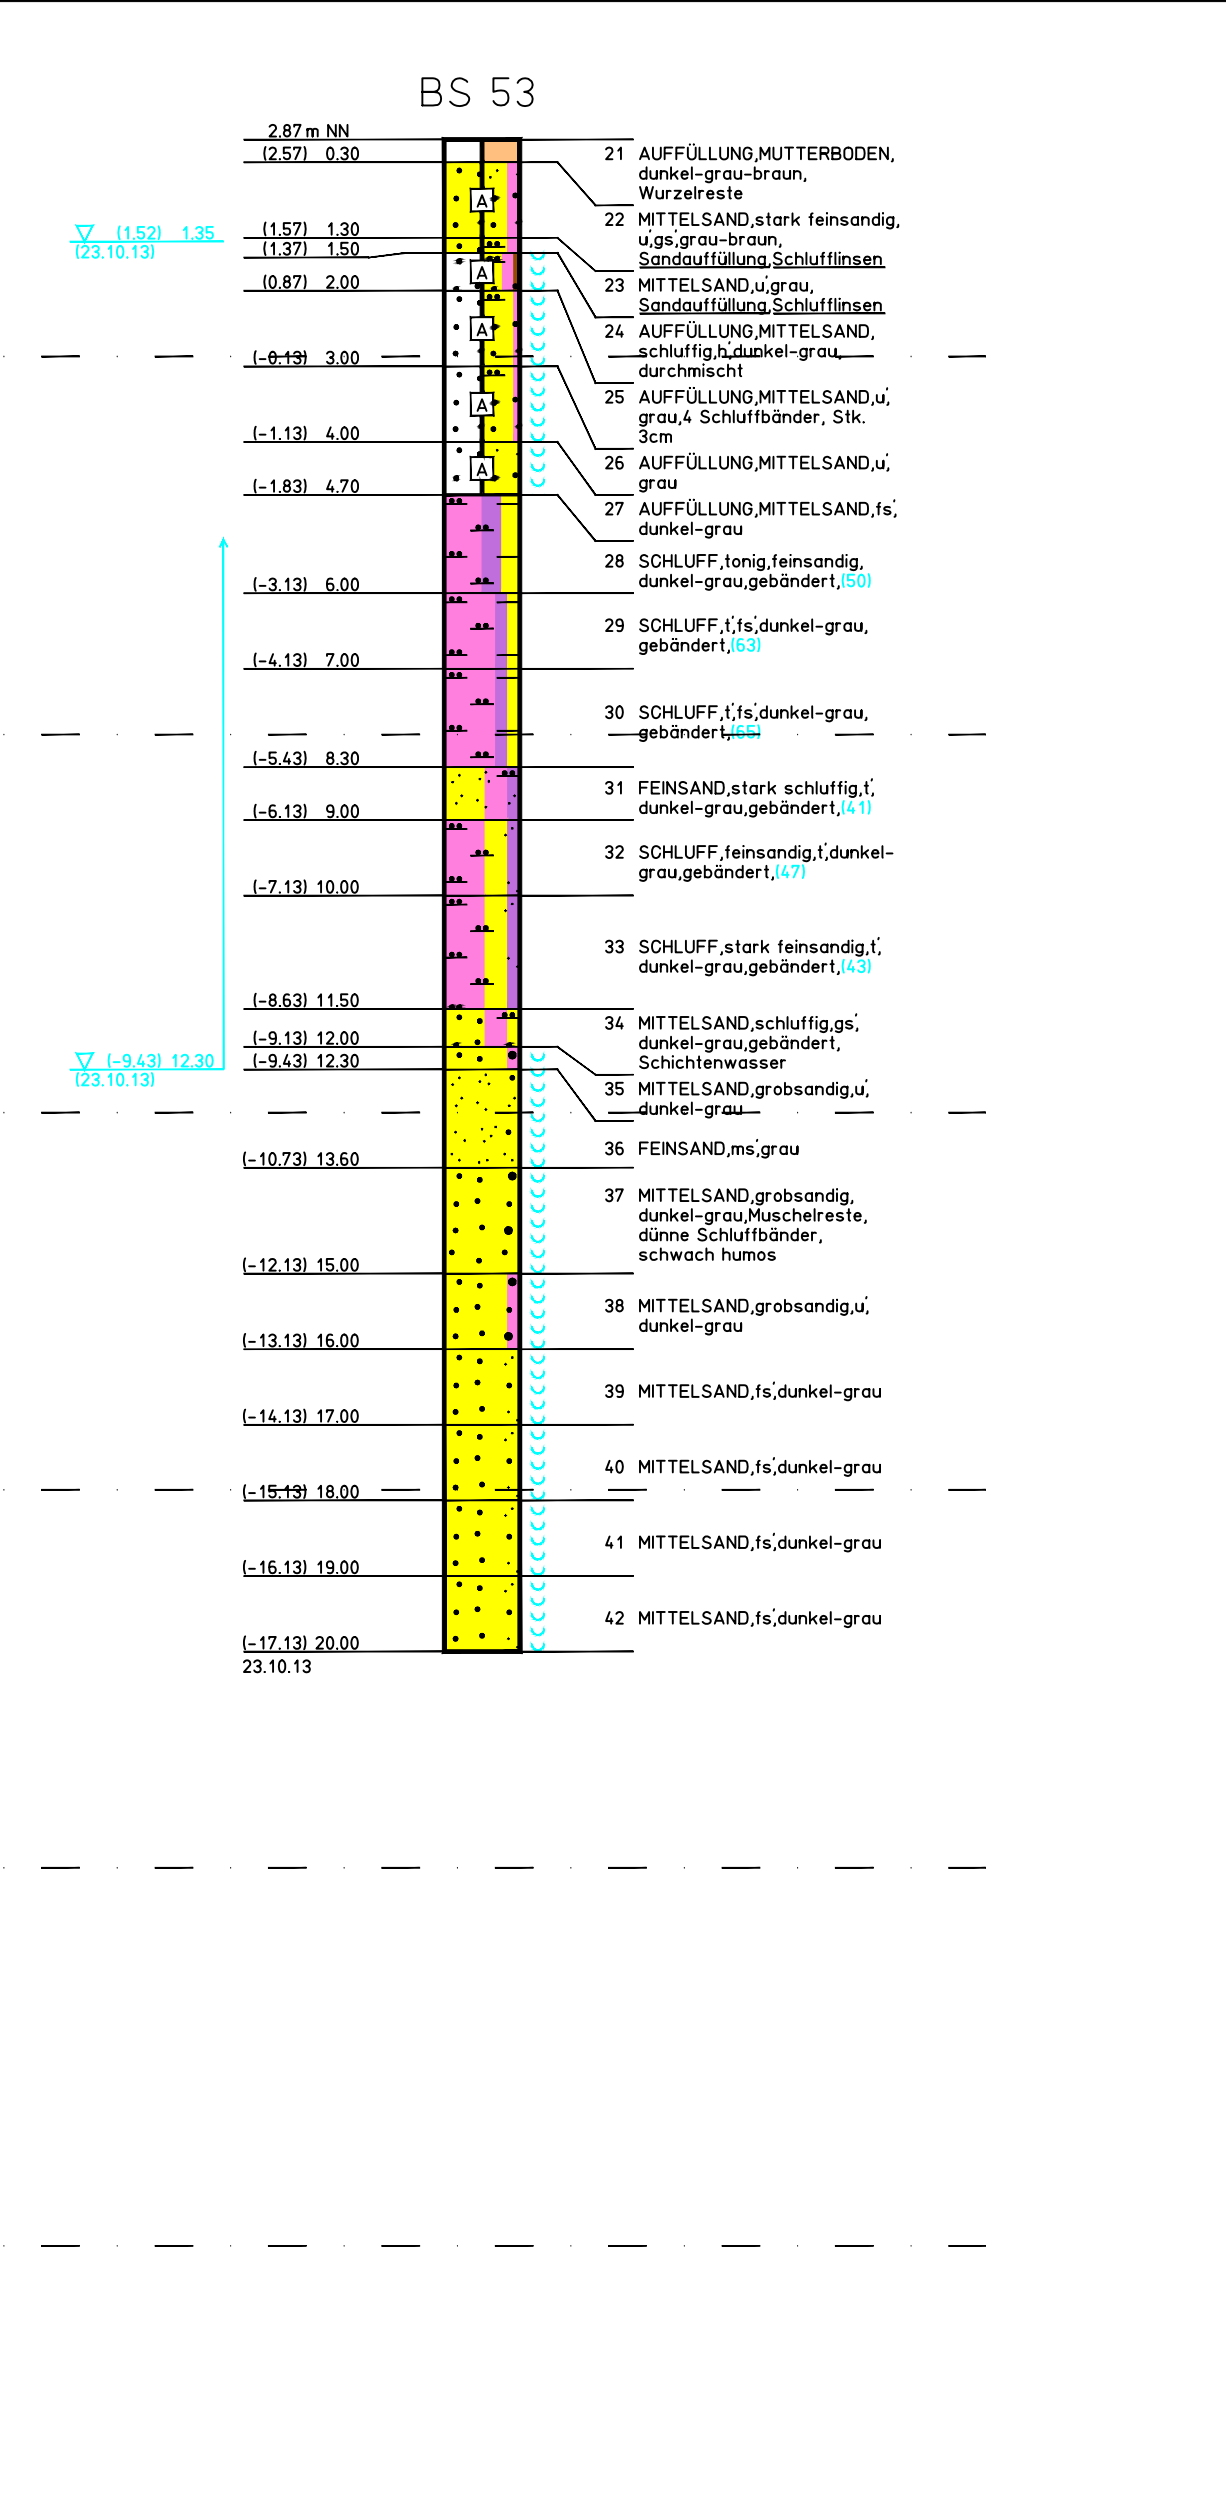 BS 53
2.87 m NN
(2.57) 0.30
21 AUFFÜLLUNG,MUTTERBODEN,
dunkel-grau-braun,
Wurzelreste
A
22 MITTELSAND,stark feinsandig,
u',gs',grau-braun,
Sandauffüllung,Schlufflinsen
▽ (1.52) 1.35
(23.10.13)
(1.57) 1.30
(1.37) 1.50
A
23 MITTELSAND,u',grau,
Sandauffüllung,Schlufflinsen
(0.87) 2.00
A
24 AUFFÜLLUNG,MITTELSAND,
schluffig,h',dunkel-grau,
durchmischt
(-0.13) 3.00
A
25 AUFFÜLLUNG,MITTELSAND,u',
grau,4 Schluffbänder, Stk.
3cm
(-1.13) 4.00
A
26 AUFFÜLLUNG,MITTELSAND,u',
grau
(-1.83) 4.70
27 AUFFÜLLUNG,MITTELSAND,fs',
dunkel-grau
28 SCHLUFF,tonig,feinsandig,
dunkel-grau,gebändert,(50)
(-3.13) 6.00
29 SCHLUFF,t',fs',dunkel-grau,
gebändert,(63)
(-4.13) 7.00
30 SCHLUFF,t',fs',dunkel-grau,
gebändert,(65)
(-5.43) 8.30
31 FEINSAND,stark schluffig,t',
dunkel-grau,gebändert,(41)
(-6.13) 9.00
32 SCHLUFF,feinsandig,t',dunkel-
grau,gebändert,(47)
(-7.13) 10.00
33 SCHLUFF,stark feinsandig,t',
dunkel-grau,gebändert,(43)
(-8.63) 11.50
34 MITTELSAND,schluffig,gs',
dunkel-grau,gebändert,
Schichtenwasser
(-9.13) 12.00
▽ (-9.43) 12.30
(23.10.13)
(-9.43) 12.30
35 MITTELSAND,grobsandig,u',
dunkel-grau
36 FEINSAND,ms',grau
(-10.73) 13.60
37 MITTELSAND,grobsandig,
dunkel-grau,Muschelreste,
dünne Schluffbänder,
schwach humos
(-12.13) 15.00
38 MITTELSAND,grobsandig,u',
dunkel-grau
(-13.13) 16.00
39 MITTELSAND,fs',dunkel-grau
(-14.13) 17.00
40 MITTELSAND,fs',dunkel-grau
(-15.13) 18.00
41 MITTELSAND,fs',dunkel-grau
(-16.13) 19.00
42 MITTELSAND,fs',dunkel-grau
(-17.13) 20.00
23.10.13